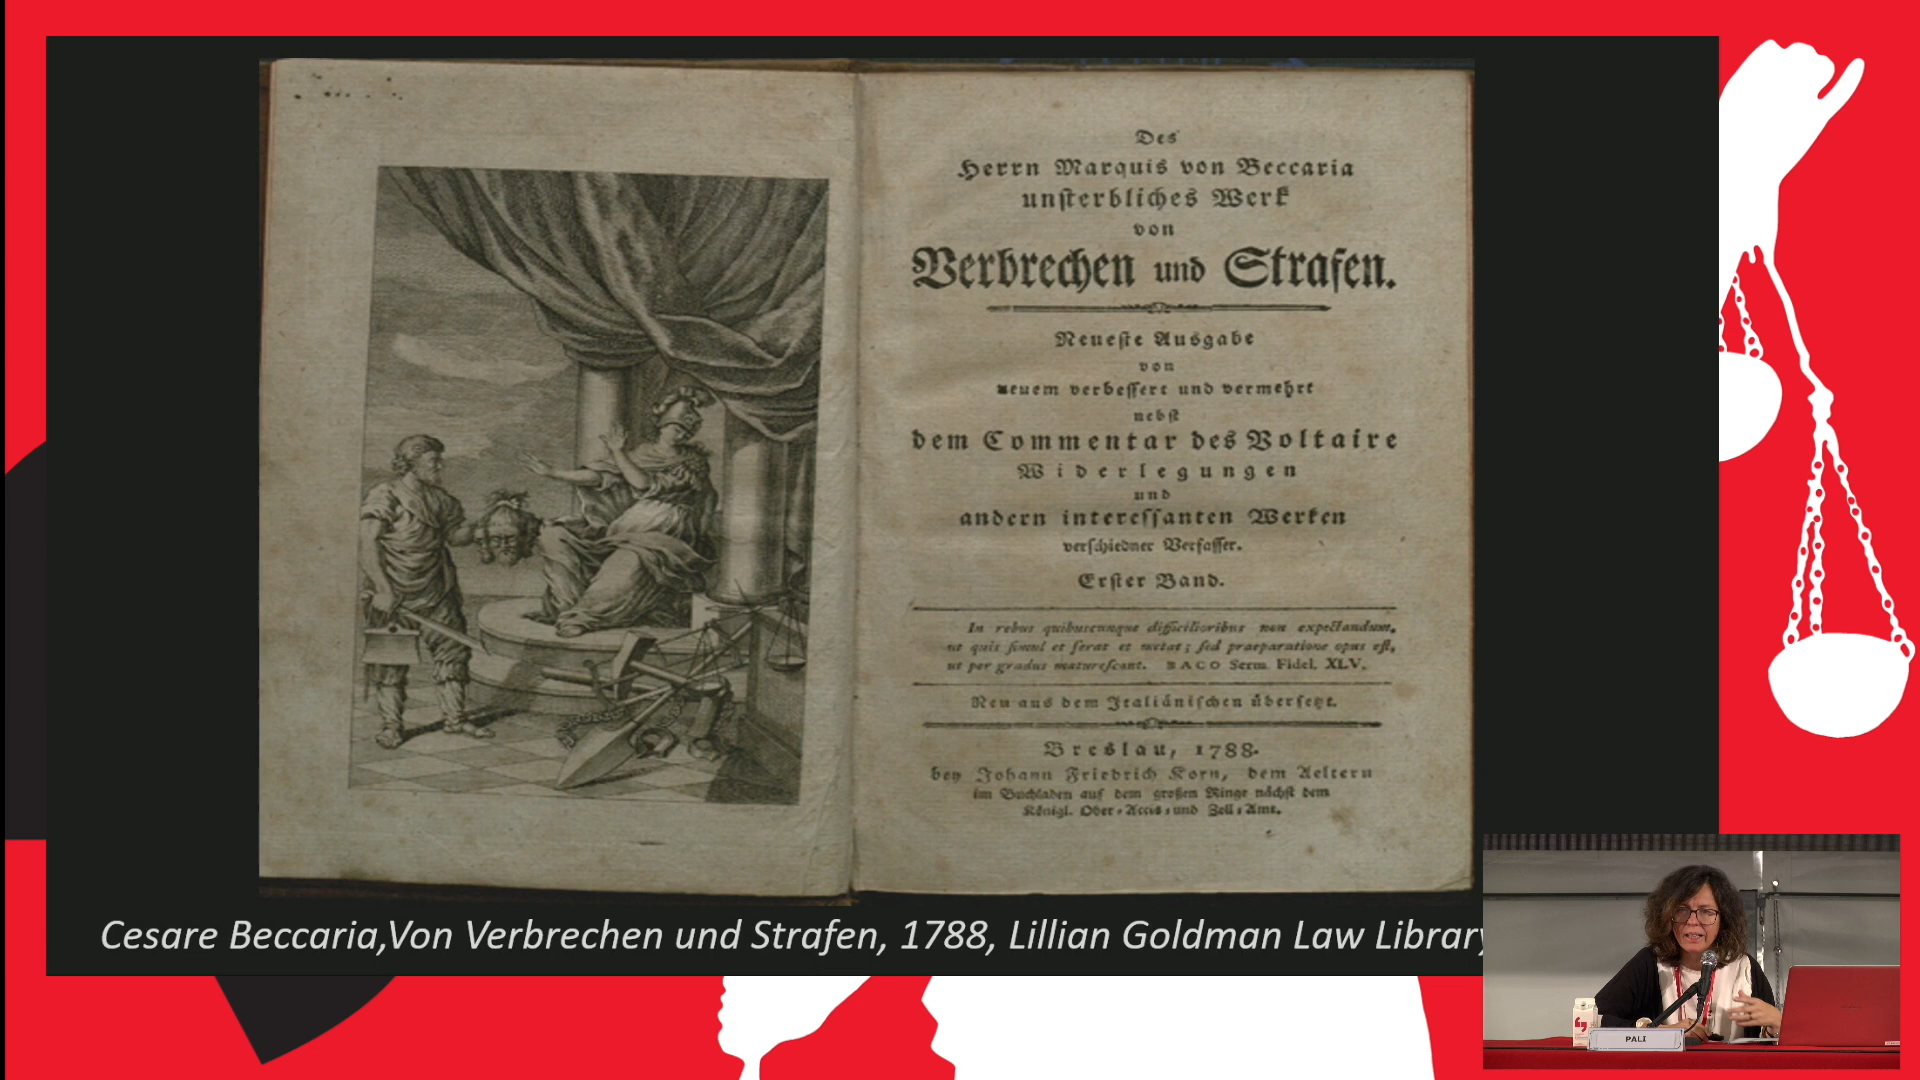 Des
Herrn Marquis von Beccaria
unsterbliches Werk
von
Verbrechen und Strafen.
Neueste Ausgabe
von
neuem verbessert und vermehrt
nebst
dem Commentar des Voltaire
Widerlegungen
und
andern interessanten Werken
verschiedner Verfasser.
Erster Band.
In rebus quibuscunque difficilioribus non expectandum,
ut quis simul et serat et metat; sed praeparatione opus est,
ut per gradus maturescant. BACO Serm. Fidel. XLV.
Neu aus dem Italiänischen übersetzt.
Breslau, 1788.
bey Johann Friedrich Korn, dem Aeltern
im Buchladen auf dem großen Ringe nächst dem
Königl. Ober-Accis-und Zoll-Amt.
Cesare Beccaria,Von Verbrechen und Strafen, 1788, Lillian Goldman Law Library
PALI